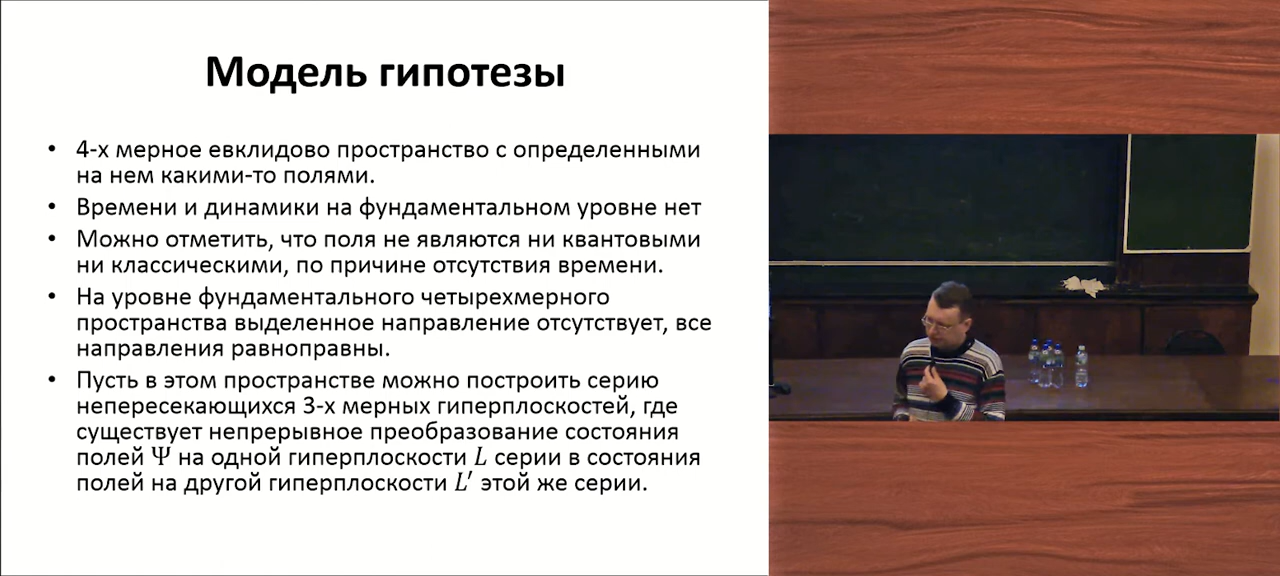 Модель гипотезы
• 4-х мерное евклидово пространство с определенными
на нем какими-то полями.
• Времени и динамики на фундаментальном уровне нет
• Можно отметить, что поля не являются ни квантовыми
ни классическими, по причине отсутствия времени.
• На уровне фундаментального четырехмерного
пространства выделенное направление отсутствует, все
направления равноправны.
• Пусть в этом пространстве можно построить серию
непересекающихся 3-х мерных гиперплоскостей, где
существует непрерывное преобразование состояния
полей Ψ на одной гиперплоскости L серии в состояния
полей на другой гиперплоскости L′ этой же серии.